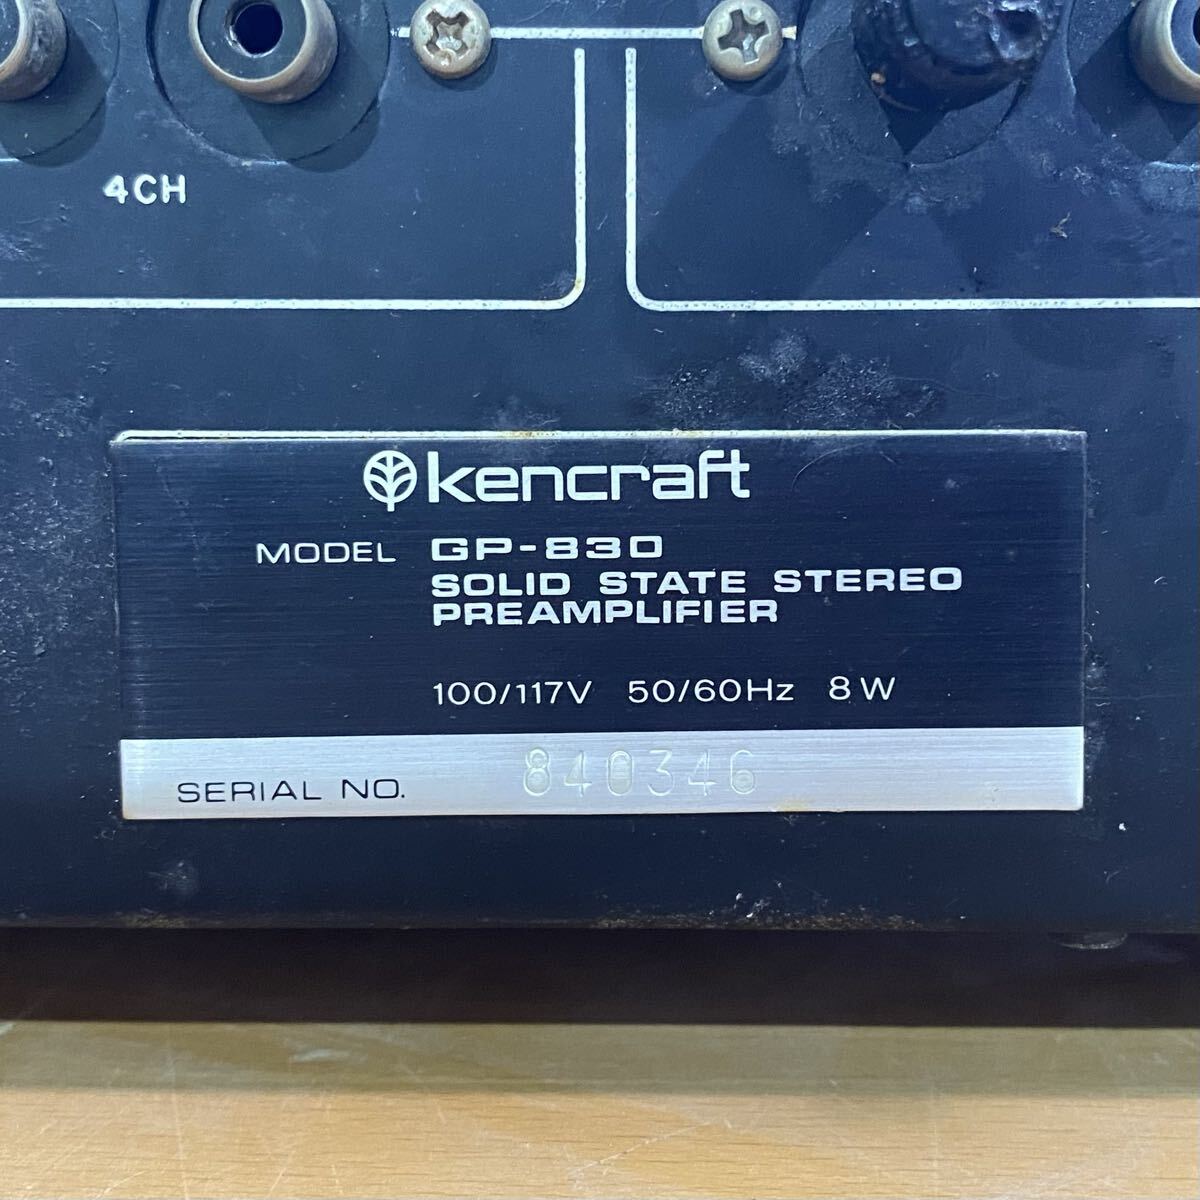 4CH
kencraft
MODEL GP-830
SOLID STATE STEREO
PREAMPLIFIER
100/117V 50/60Hz 8W
SERIAL NO. 840346